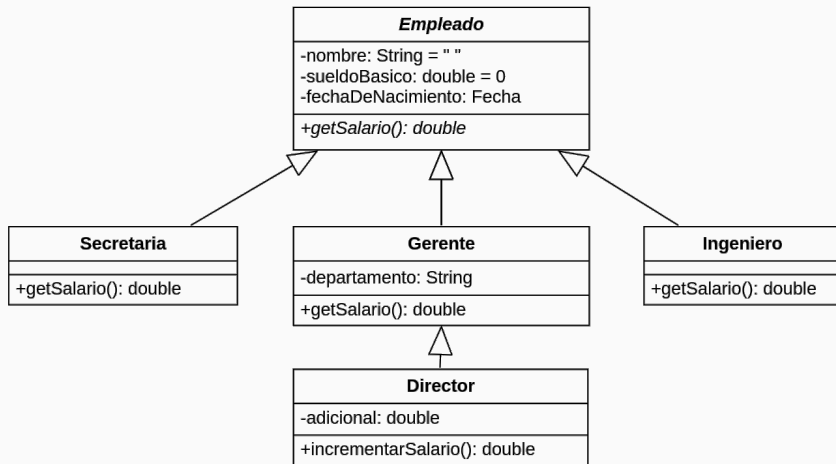 Empleado
-nombre: String = " "
-sueldoBasico: double = 0
-fechaDeNacimiento: Fecha
+getSalario(): double
Secretaria
+getSalario(): double
Gerente
-departamento: String
+getSalario(): double
Ingeniero
+getSalario(): double
Director
-adicional: double
+incrementarSalario(): double